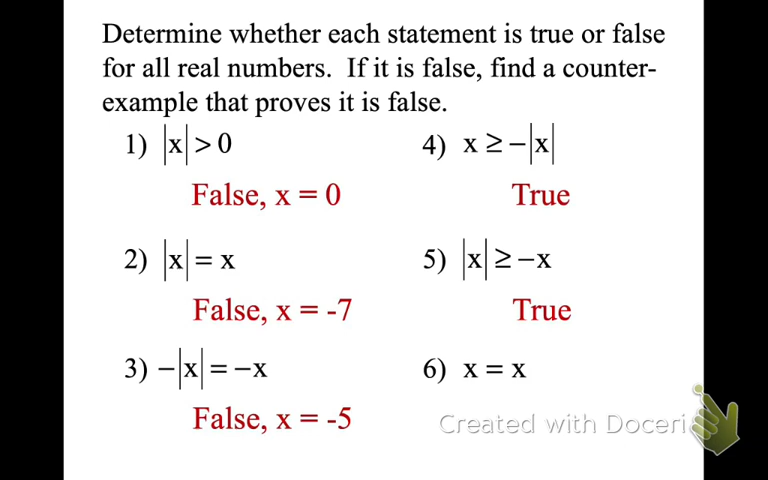 Determine whether each statement is true or false
for all real numbers.  If it is false, find a counter-
example that proves it is false.
1) |x| > 0
False, x = 0
2) |x| = x
False, x = -7
3) −|x| = −x
False, x = -5
4) x ≥ −|x|
True
5) |x| ≥ −x
True
6) x = x
Created with Doceri